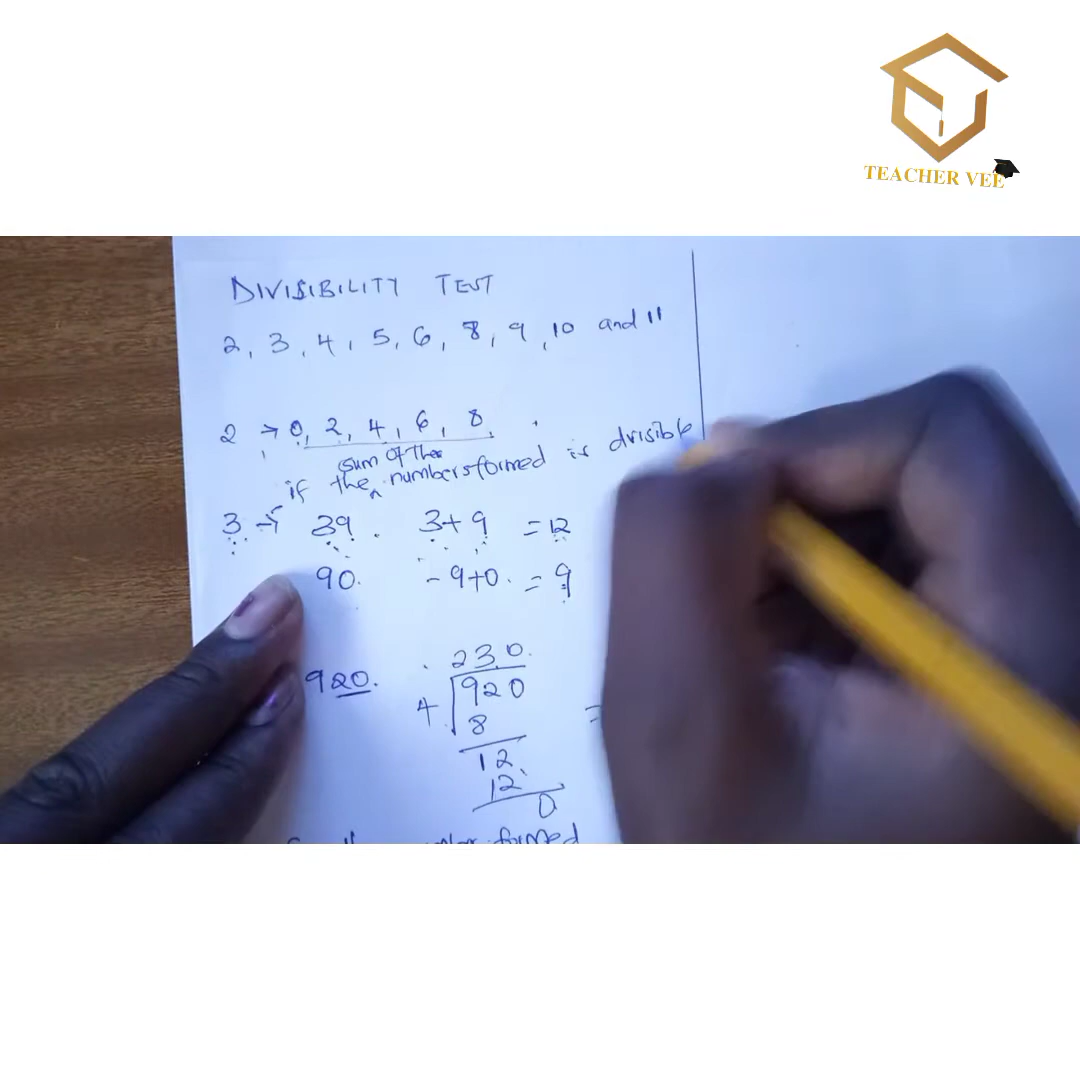 TEACHER VEE
DIVISIBILITY TEST
2, 3, 4, 5, 6, 8, 9, 10 and 11
2 → 0, 2, 4, 6, 8.
sum of the
if the ^ numbers formed is divisible
3 → 39. 3+9 = 12
90. - 9+0. = 9
230.
920. 4 920
8
12
12
0
formed